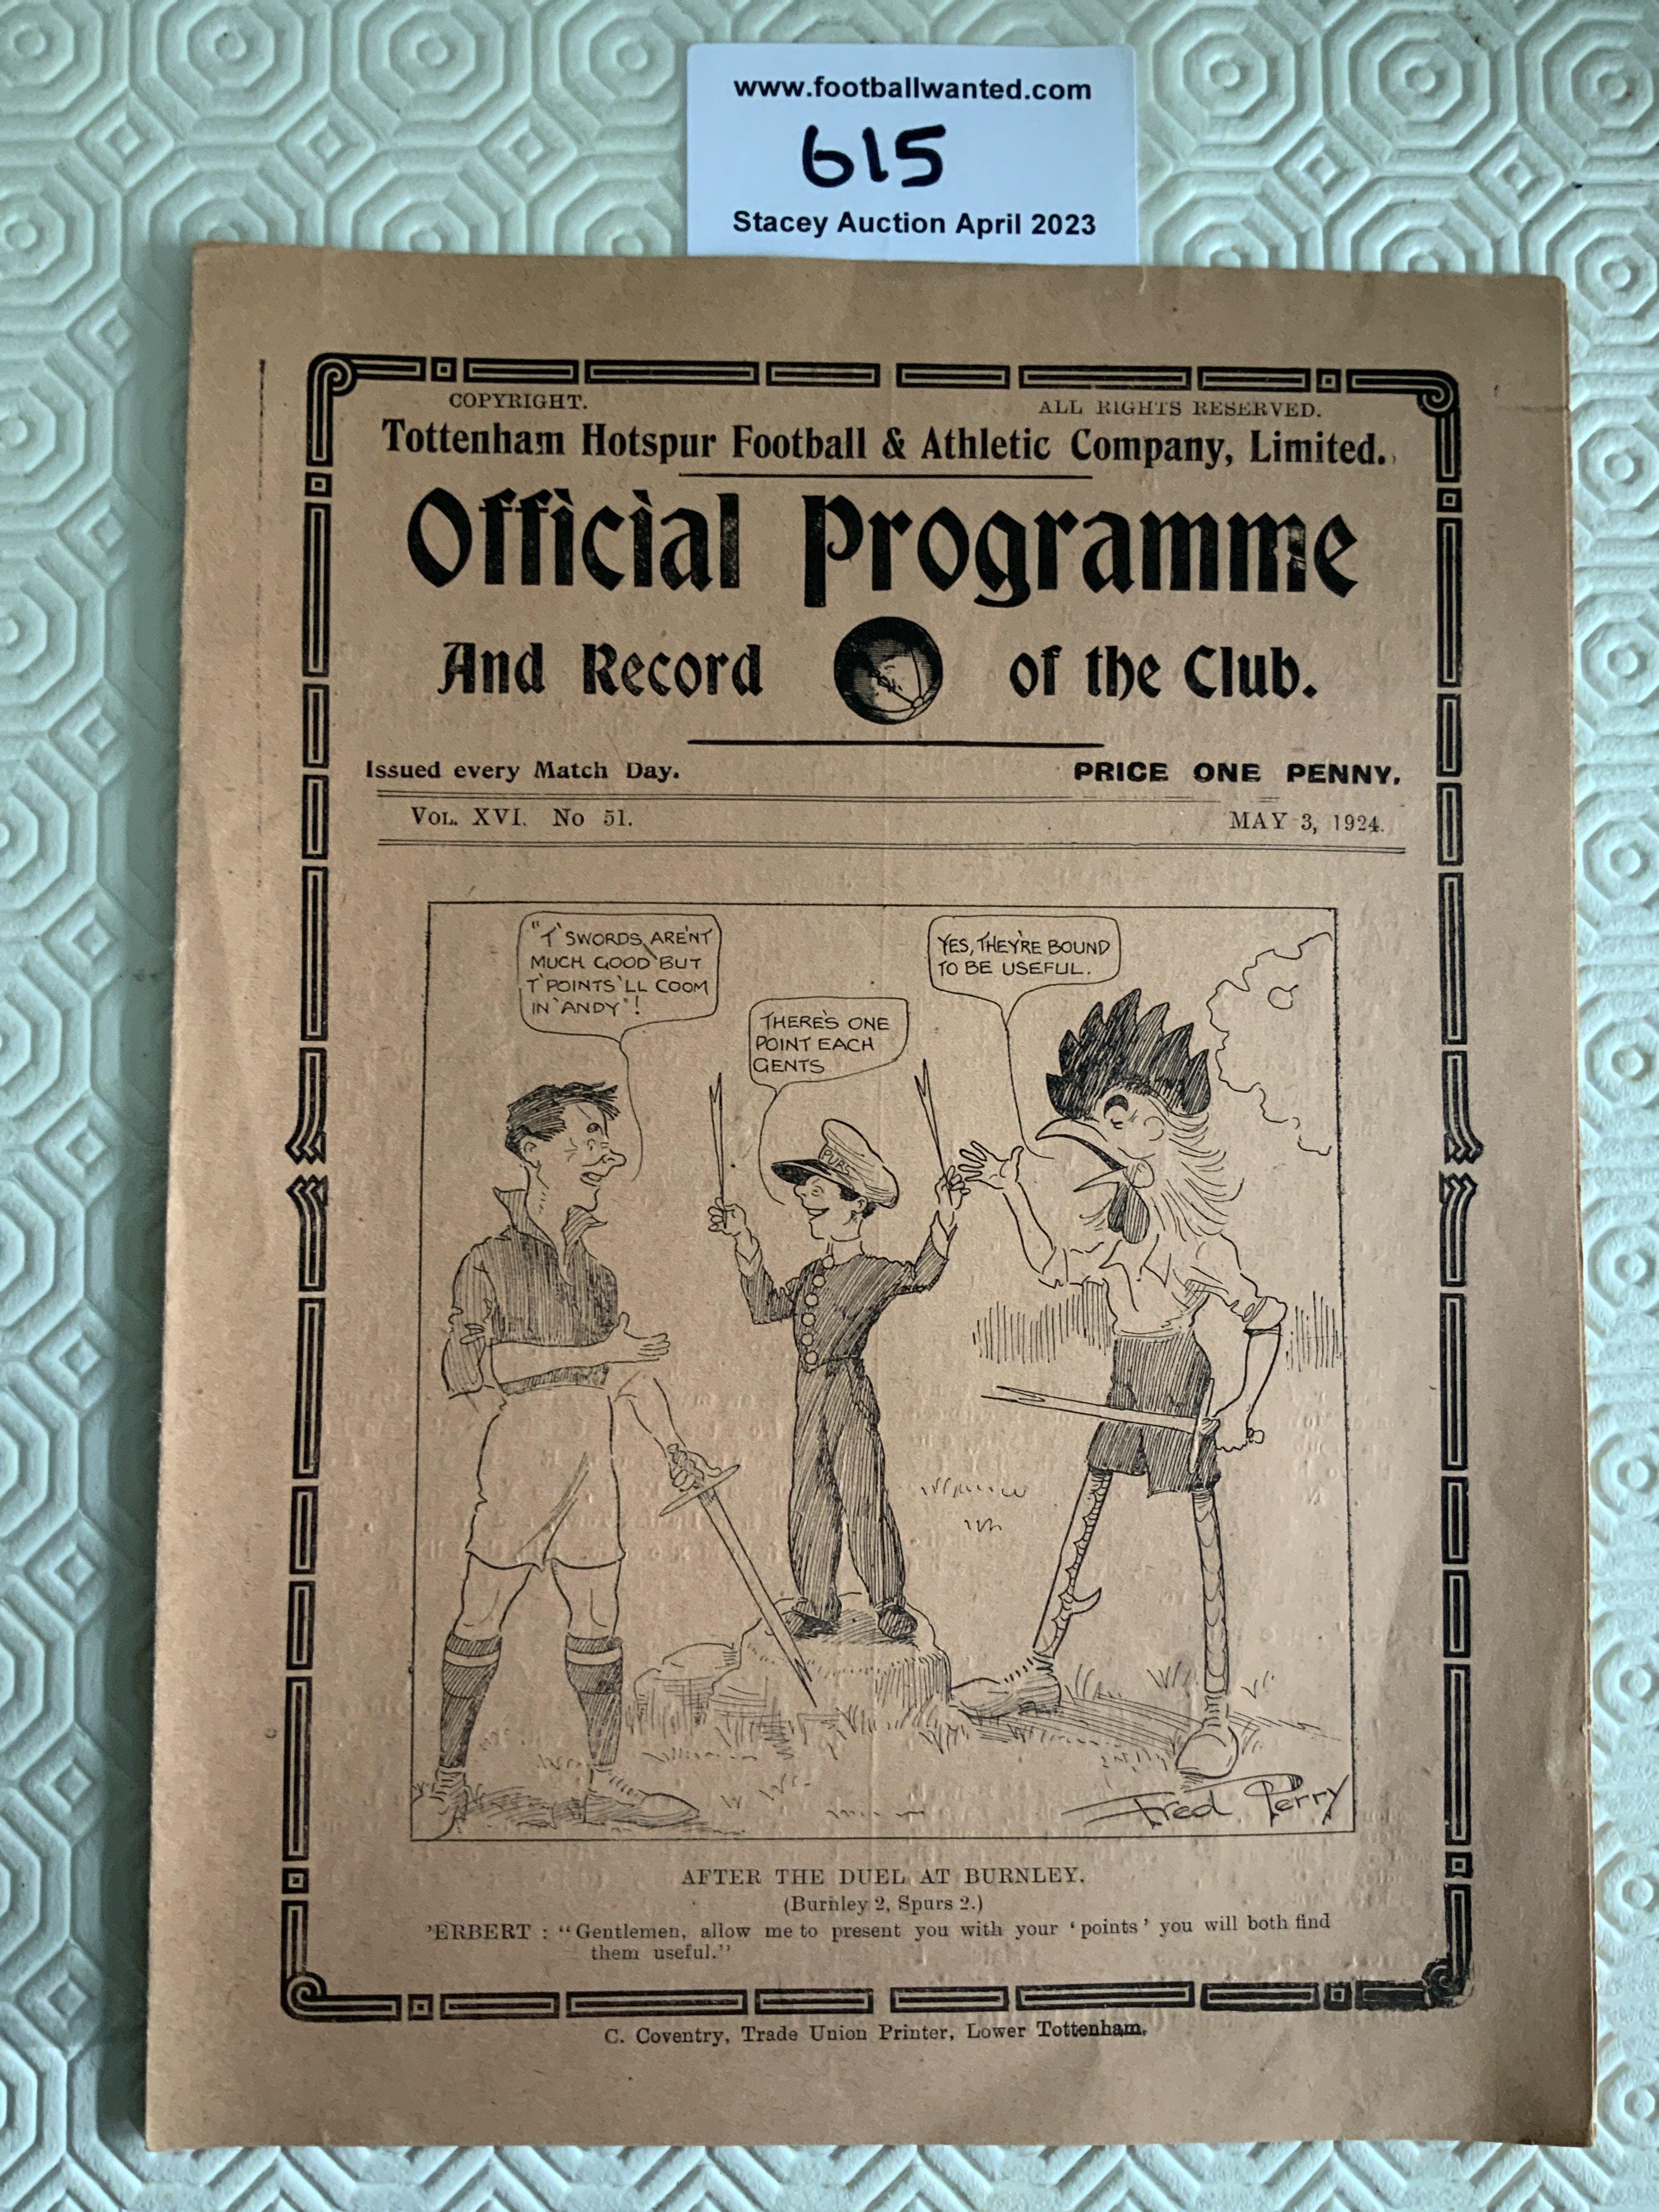 www.footballwanted.com
615
Stacey Auction April 2023
COPYRIGHT.
ALL RIGHTS RESERVED.
Tottenham Hotspur Football & Athletic Company, Limited.
Official Programme
And Record of the Club.
Issued every Match Day.
PRICE ONE PENNY.
VOL. XVI. No 51.
MAY 3, 1924.
"T'SWORDS AREN'T
MUCH GOOD BUT
T'POINTS'LL COOM
IN 'ANDY"!
THERE'S ONE
POINT EACH
GENTS
YES, THEY'RE BOUND
TO BE USEFUL.
Fred Perry
AFTER THE DUEL AT BURNLEY.
(Burnley 2, Spurs 2.)
'ERBERT : "Gentlemen, allow me to present you with your 'points' you will both find
them useful."
C. Coventry, Trade Union Printer, Lower Tottenham.